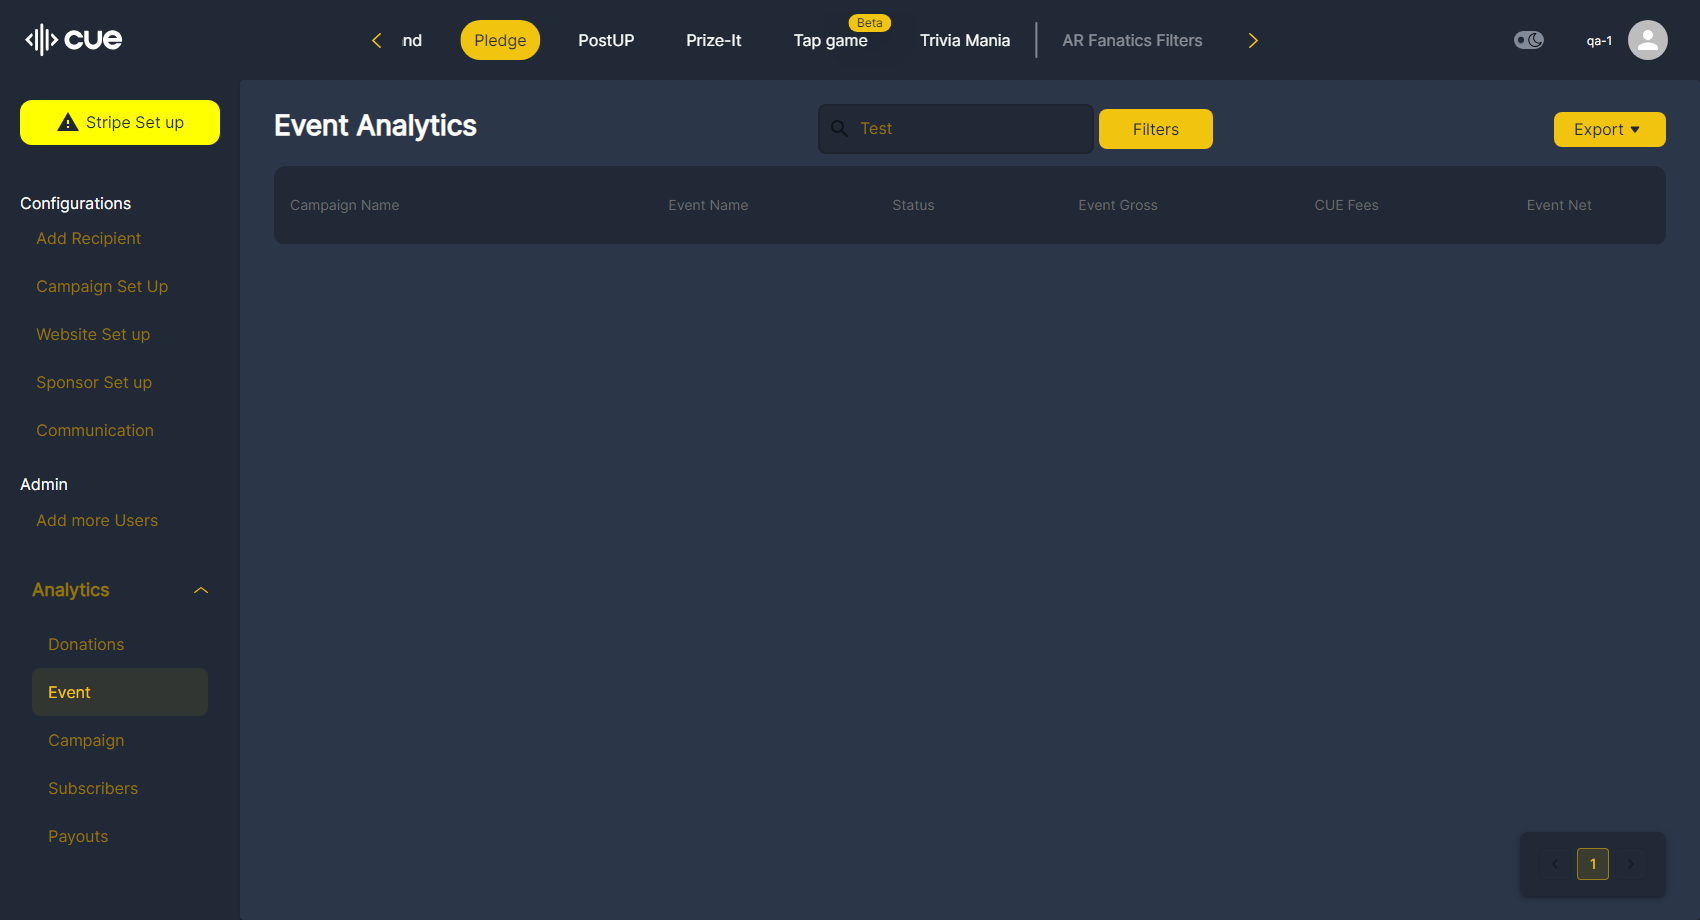 cue
nd
Pledge
PostUP
Prize-It
Tap game
Beta
Trivia Mania
AR Fanatics Filters
qa-1
Stripe Set up
Configurations
Add Recipient
Campaign Set Up
Website Set up
Sponsor Set up
Communication
Admin
Add more Users
Analytics
Donations
Event
Campaign
Subscribers
Payouts
Event Analytics
Test
Filters
Export
Campaign Name
Event Name
Status
Event Gross
CUE Fees
Event Net
1